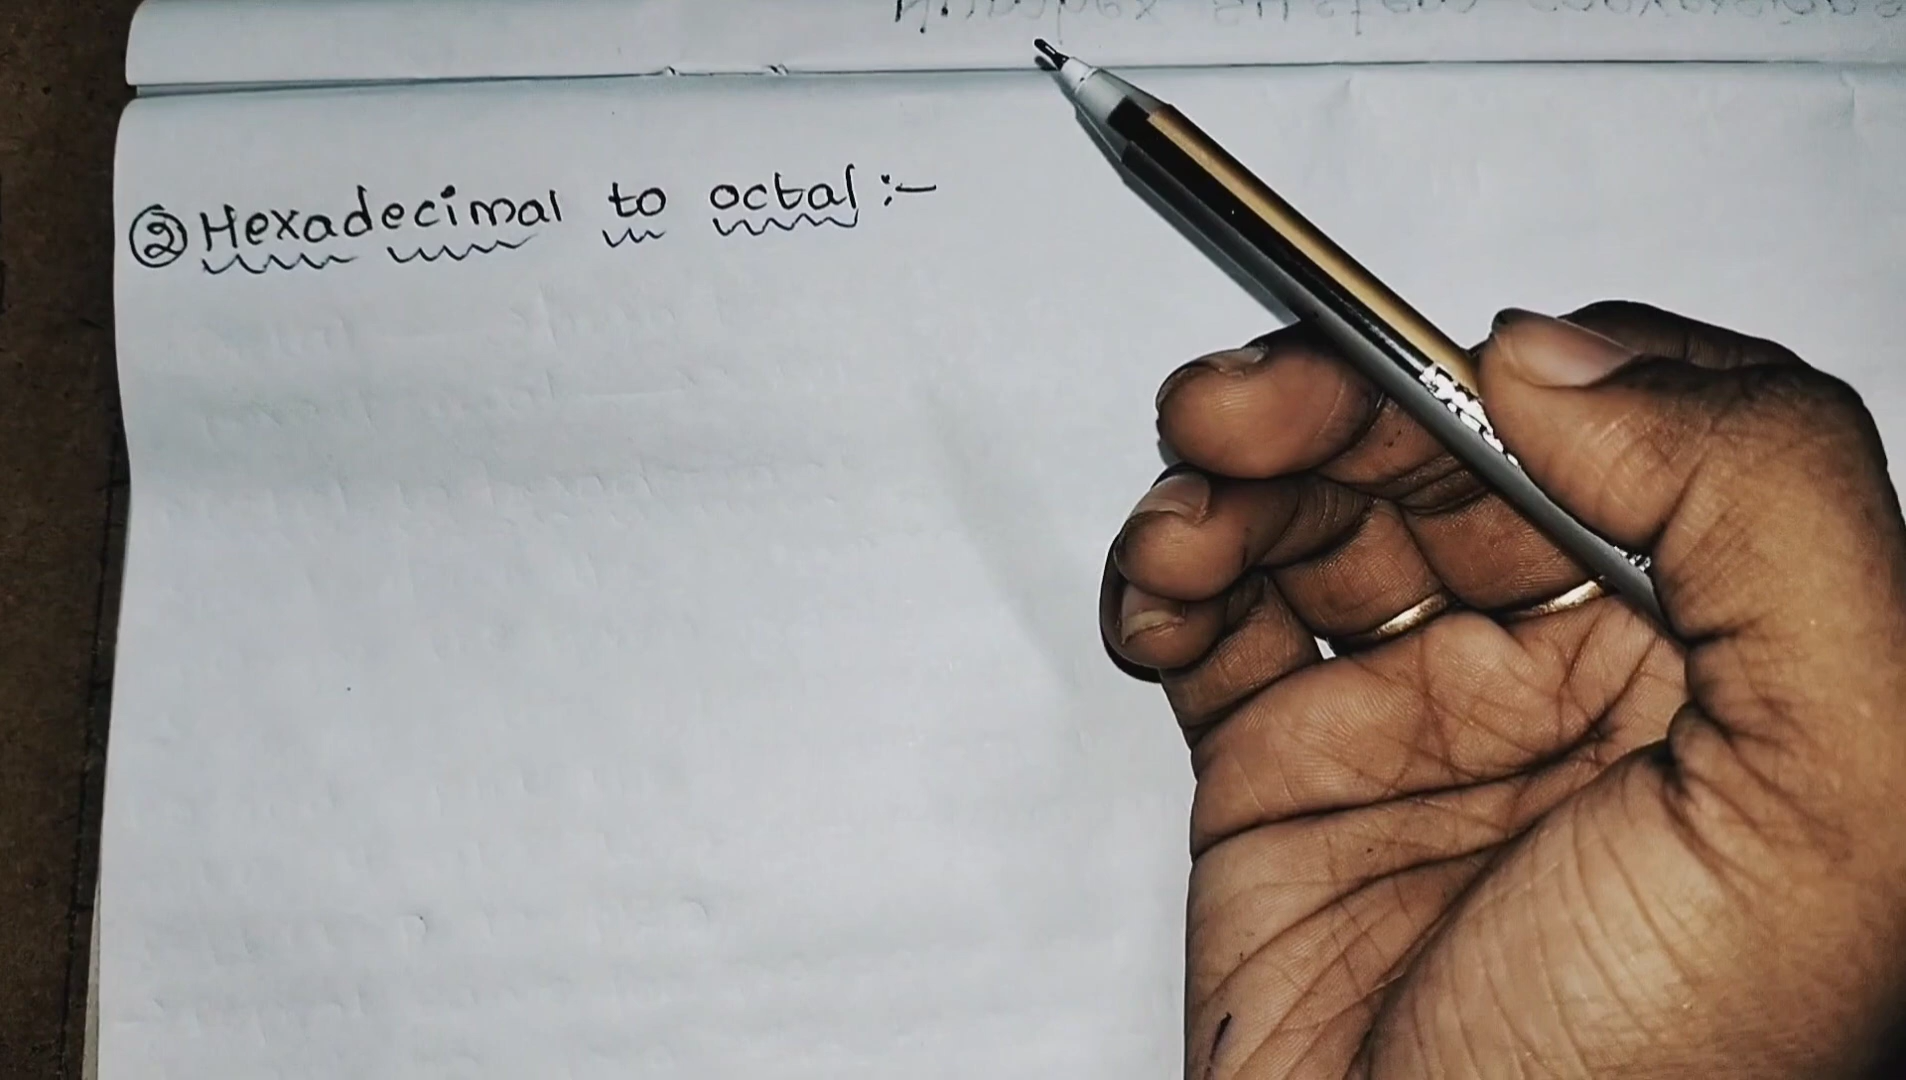 ② Hexadecimal to octal :-